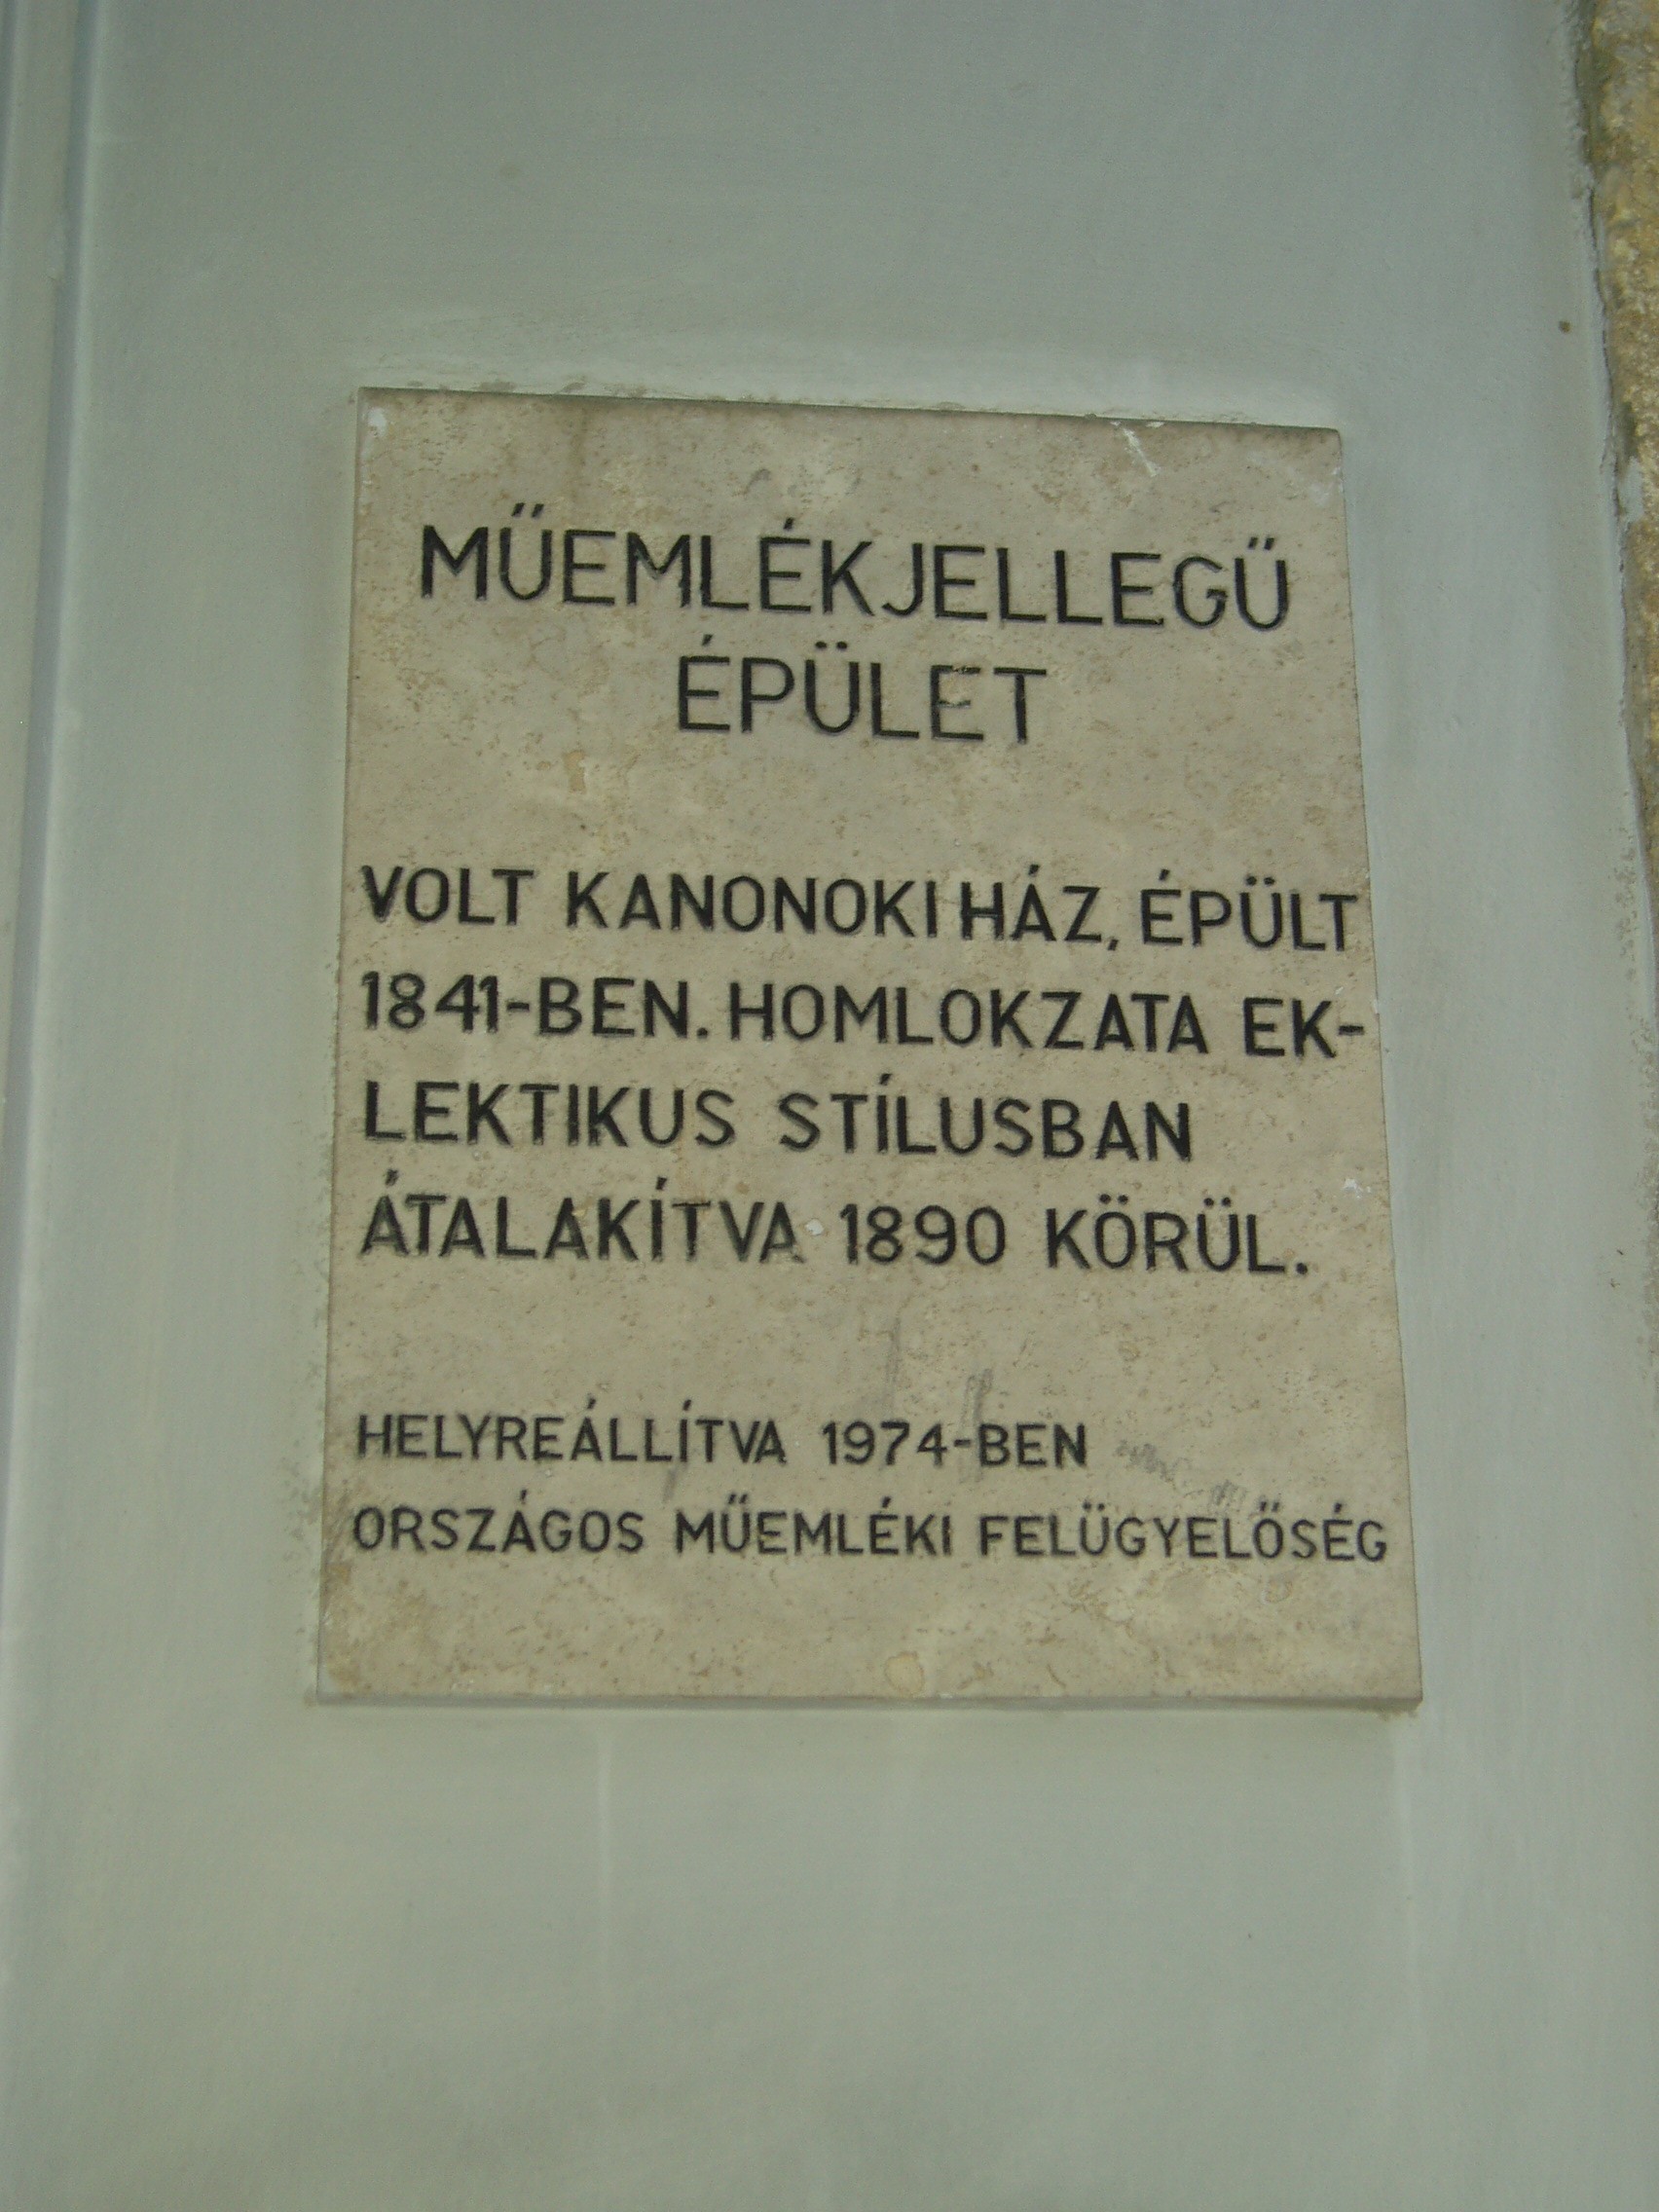 MŰEMLÉKJELLEGŰ
ÉPÜLET
VOLT KANONOKI HÁZ, ÉPÜLT
1841-BEN. HOMLOKZATA EK-
LEKTIKUS STÍLUSBAN
ÁTALAKÍTVA 1890 KÖRÜL.
HELYREÁLLÍTVA 1974-BEN
ORSZÁGOS MŰEMLÉKI FELÜGYELŐSÉG